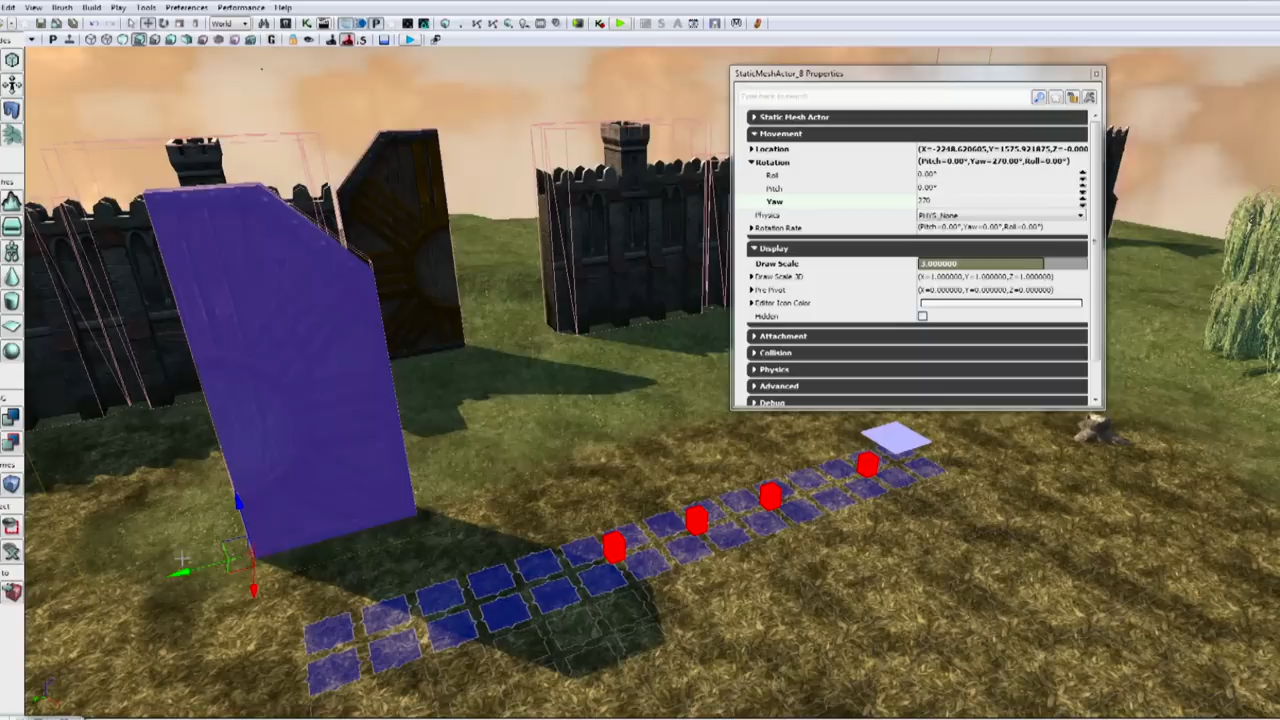 Edit View Brush Build Play Tools Preferences Performance Help
World
StaticMeshActor_8 Properties
Type here to search
Static Mesh Actor
Movement
Location (X=-2248.620605,Y=1575.921875,Z=-0.000
Rotation (Pitch=0.00°,Yaw=270.00°,Roll=0.00°)
Roll 0.00°
Pitch 0.00°
Yaw 270
Physics PHYS_None
Rotation Rate (Pitch=0.00°,Yaw=0.00°,Roll=0.00°)
Display
Draw Scale 3.000000
Draw Scale 3D (X=1.000000,Y=1.000000,Z=1.000000)
Pre Pivot (X=0.000000,Y=0.000000,Z=0.000000)
Editor Icon Color
Hidden
Attachment
Collision
Physics
Advanced
Debug